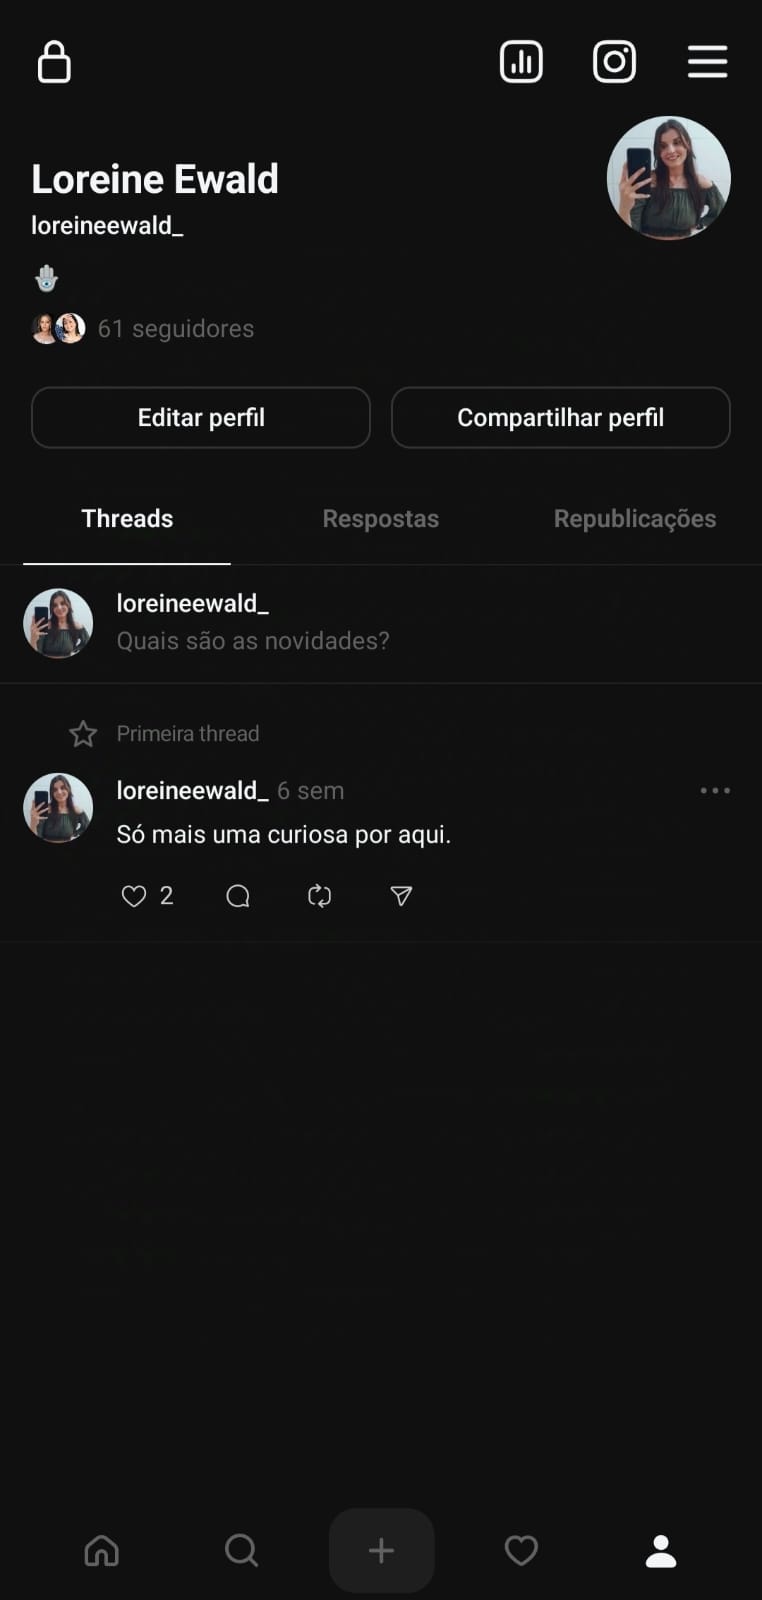 Loreine Ewald
loreineewald_
61 seguidores
Editar perfil
Compartilhar perfil
Threads
Respostas
Republicações
loreineewald_
Quais são as novidades?
Primeira thread
loreineewald_ 6 sem
Só mais uma curiosa por aqui.
2